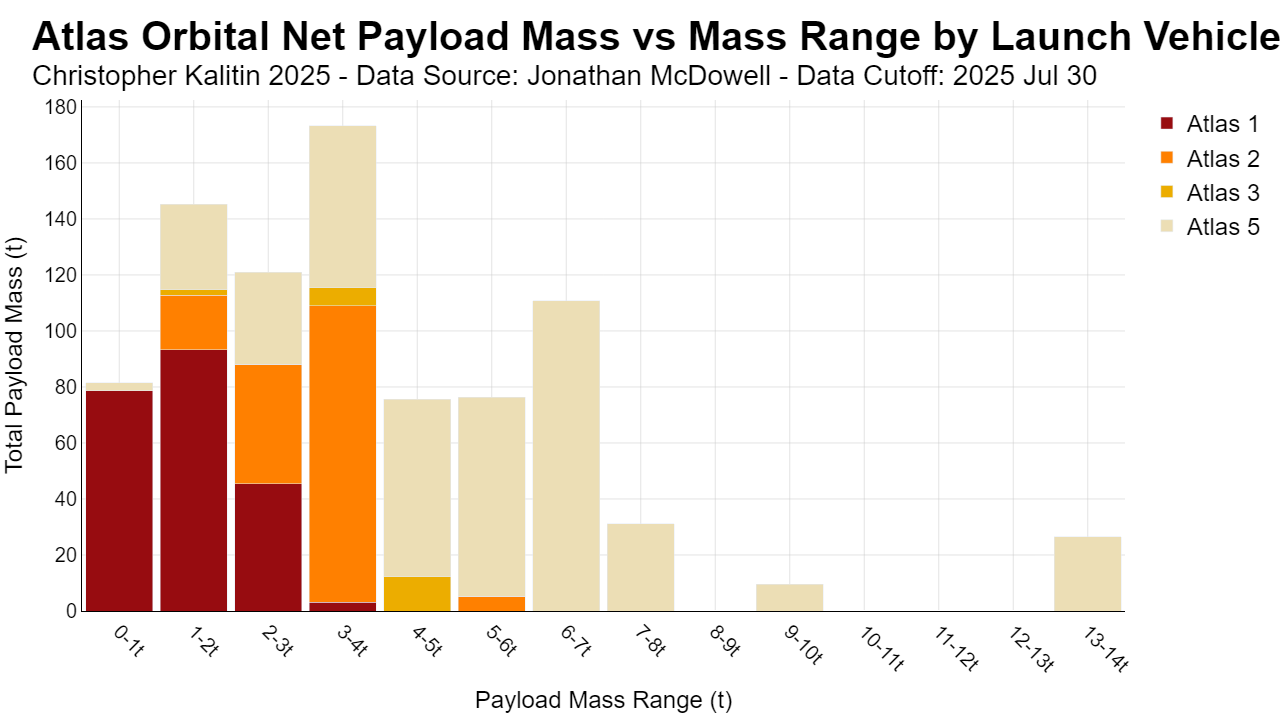 Atlas Orbital Net Payload Mass vs Mass Range by Launch Vehicle
Christopher Kalitin 2025 - Data Source: Jonathan McDowell - Data Cutoff: 2025 Jul 30
Total Payload Mass (t)
180
160
140
120
100
80
60
40
20
0
0-1t
1-2t
2-3t
3-4t
4-5t
5-6t
6-7t
7-8t
8-9t
9-10t
10-11t
11-12t
12-13t
13-14t
Payload Mass Range (t)
Atlas 1
Atlas 2
Atlas 3
Atlas 5